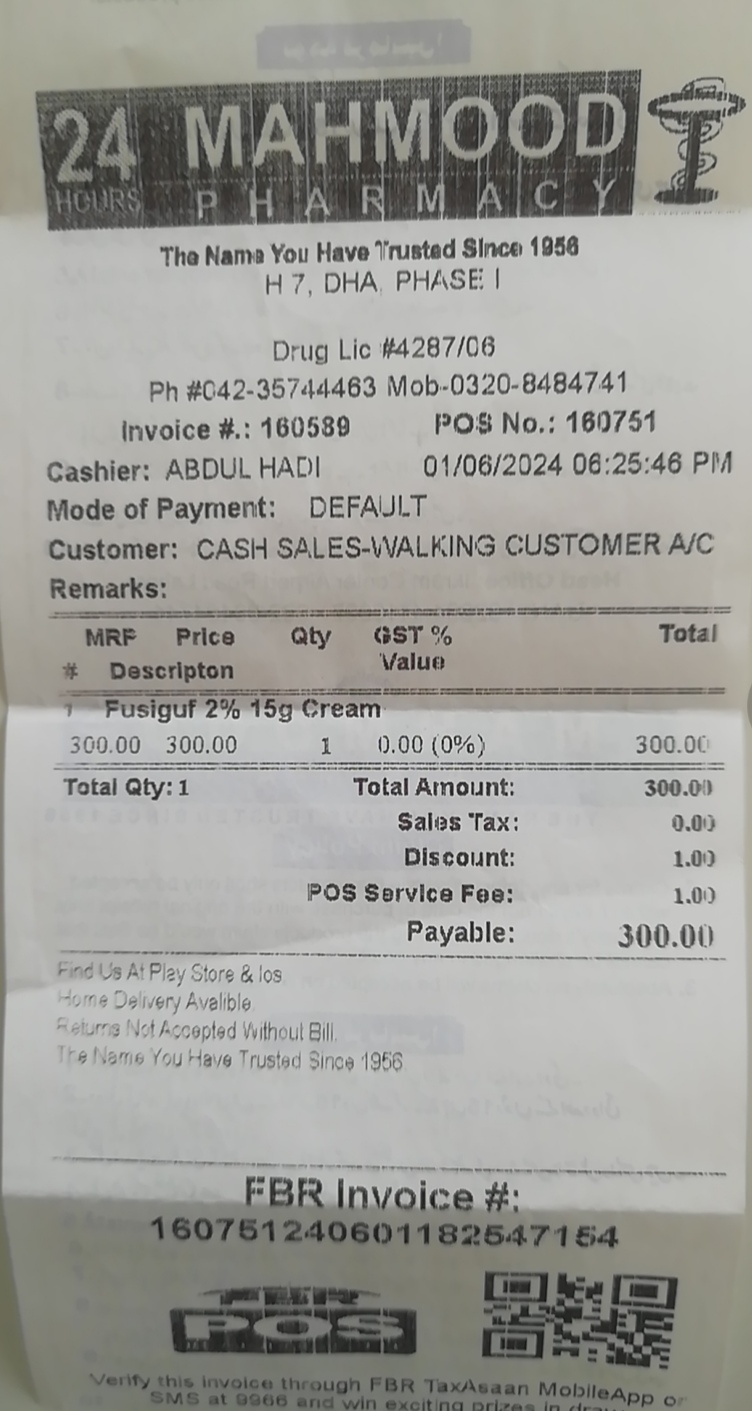 24 HOURS MAHMOOD PHARMACY
The Name You Have Trusted Since 1956
H 7, DHA, PHASE I
Drug Lic #4287/06
Ph #042-35744463 Mob-0320-8484741
Invoice #.: 160589 POS No.: 160751
Cashier: ABDUL HADI 01/06/2024 06:25:46 PM
Mode of Payment: DEFAULT
Customer: CASH SALES-WALKING CUSTOMER A/C
Remarks:
MRP Price Qty GST % Total
Value
# Descripton
1 Fusiguf 2% 15g Cream
300.00 300.00 1 0.00 (0%) 300.00
Total Qty: 1 Total Amount: 300.00
Sales Tax: 0.00
Discount: 1.00
POS Service Fee: 1.00
Payable: 300.00
Find Us At Play Store & Ios
Home Delivery Avalible.
Returns Not Accepted Without Bill.
The Name You Have Trusted Since 1956
FBR Invoice #:
160751240601182547154
FBR
POS
Verify this invoice through FBR TaxAsaan MobileApp or
SMS at 9966 and win exciting prizes in draw